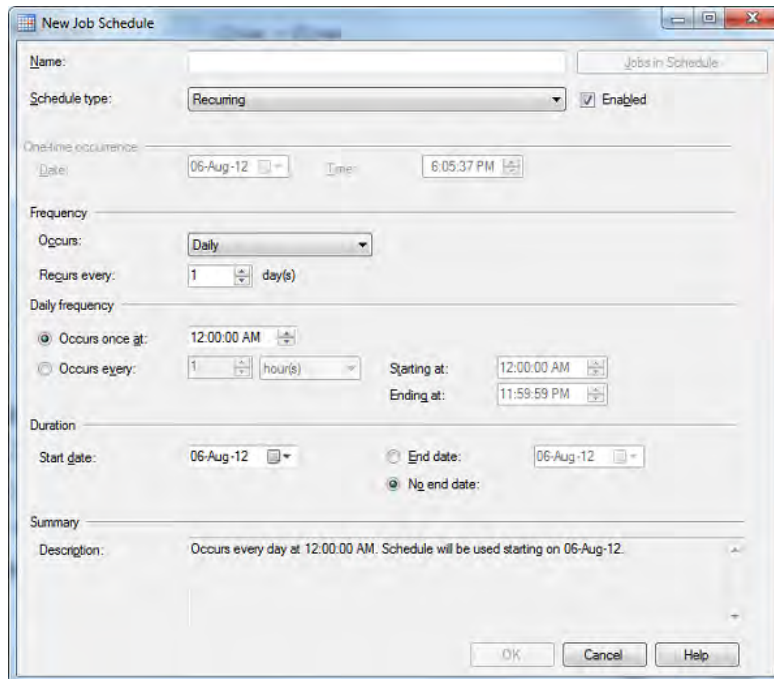 New Job Schedule
Name:
Jobs in Schedule
Schedule type: Recurring Enabled
One-time occurrence
Date: 06-Aug-12 Time: 6:05:37 PM
Frequency
Occurs: Daily
Recurs every: 1 day(s)
Daily frequency
Occurs once at: 12:00:00 AM
Occurs every: 1 hour(s) Starting at: 12:00:00 AM
Ending at: 11:59:59 PM
Duration
Start date: 06-Aug-12 End date: 06-Aug-12
No end date:
Summary
Description: Occurs every day at 12:00:00 AM. Schedule will be used starting on 06-Aug-12.
OK Cancel Help